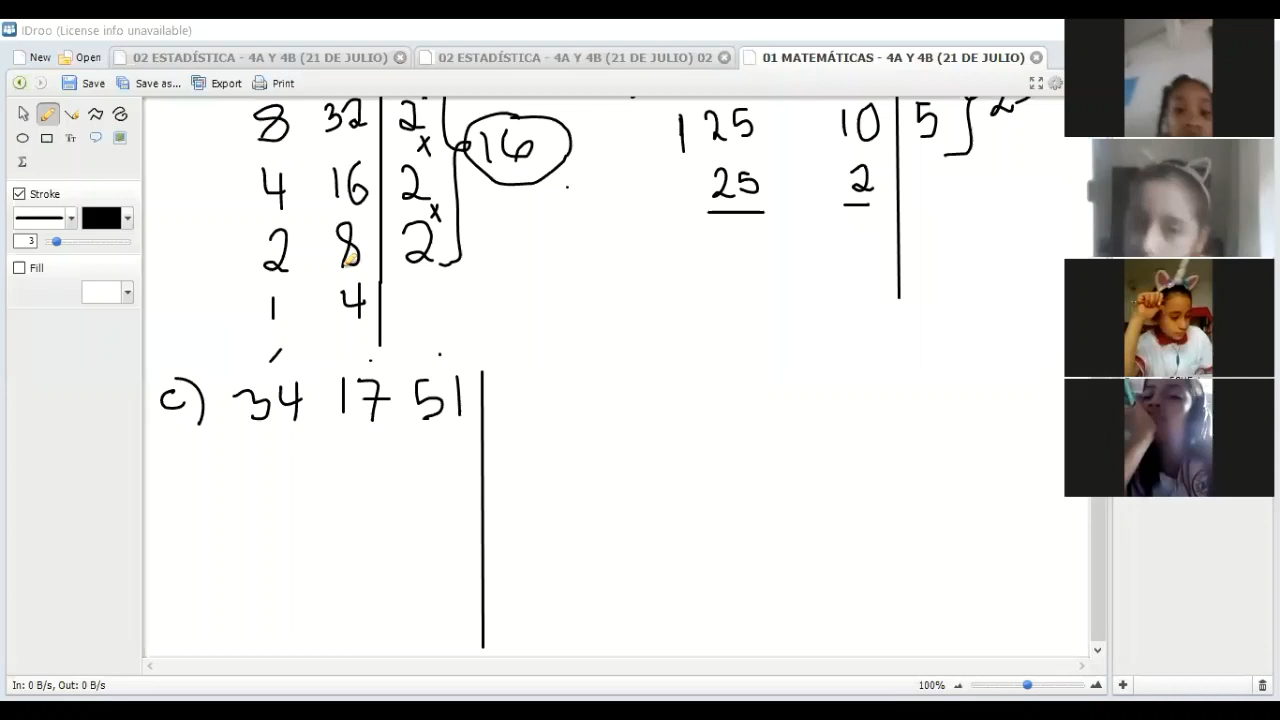 iDroo (License info unavailable)
New Open 02 ESTADÍSTICA - 4A Y 4B (21 DE JULIO) 02 ESTADÍSTICA - 4A Y 4B (21 DE JULIO) 02 01 MATEMÁTICAS - 4A Y 4B (21 DE JULIO)
Save Save as... Export Print
Stroke
3
Fill
8 32 2 x
16
4 16 2 x
2 8 2
1 4
125 10 5
25 2
c) 34 17 51
In: 0 B/s, Out: 0 B/s
100%